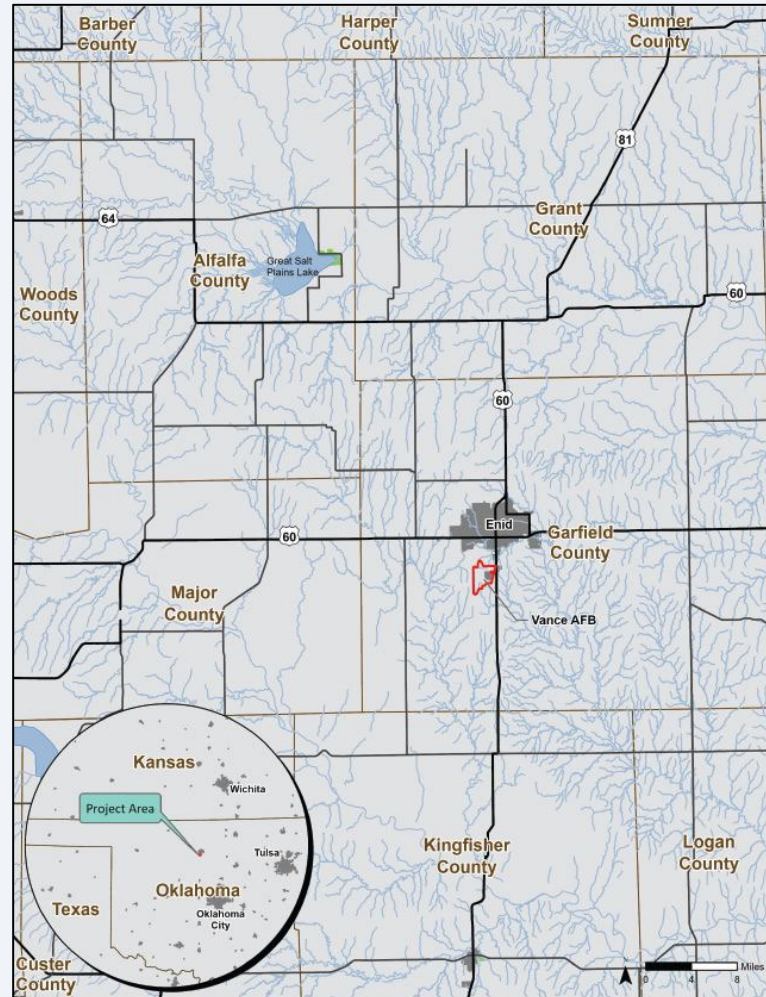 Barber
County
Harper
County
Sumner
County
81
64
Grant
County
Alfalfa
County
Great Salt
Plains Lake
Woods
County
60
60
Enid
60
Garfield
County
Major
County
Vance AFB
Kansas
Wichita
Project Area
Tulsa
Oklahoma
Oklahoma
City
Texas
Kingfisher
County
Logan
County
Custer
County
0 4 8 Miles